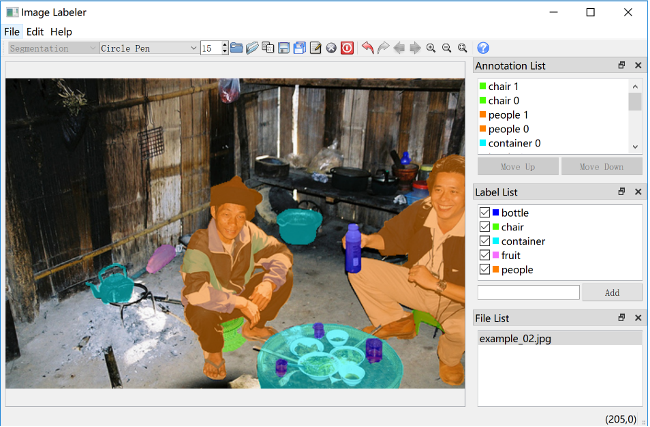 Image Labeler
File Edit Help
Segmentation Circle Pen 15
Annotation List
chair 1
chair 0
people 1
people 0
container 0
Move Up Move Down
Label List
bottle
chair
container
fruit
people
Add
File List
example_02.jpg
(205,0)